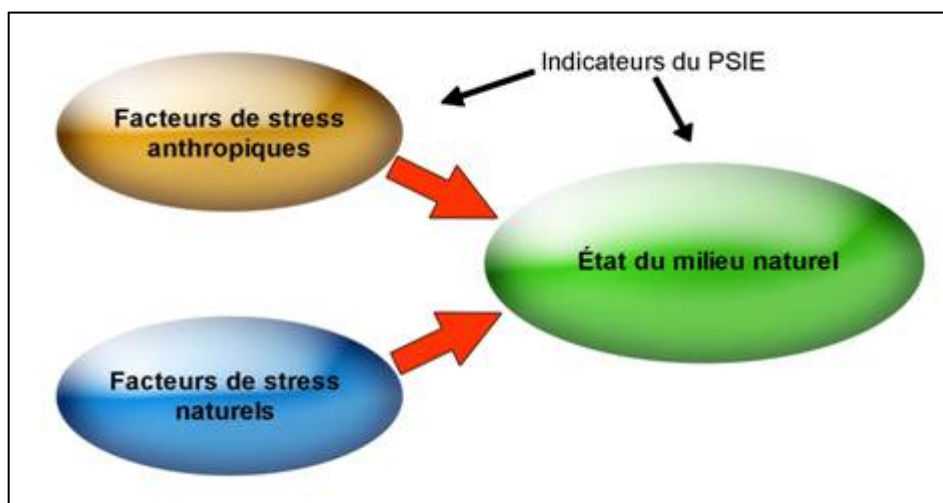 Indicateurs du PSIE
Facteurs de stress
anthropiques
État du milieu naturel
Facteurs de stress
naturels